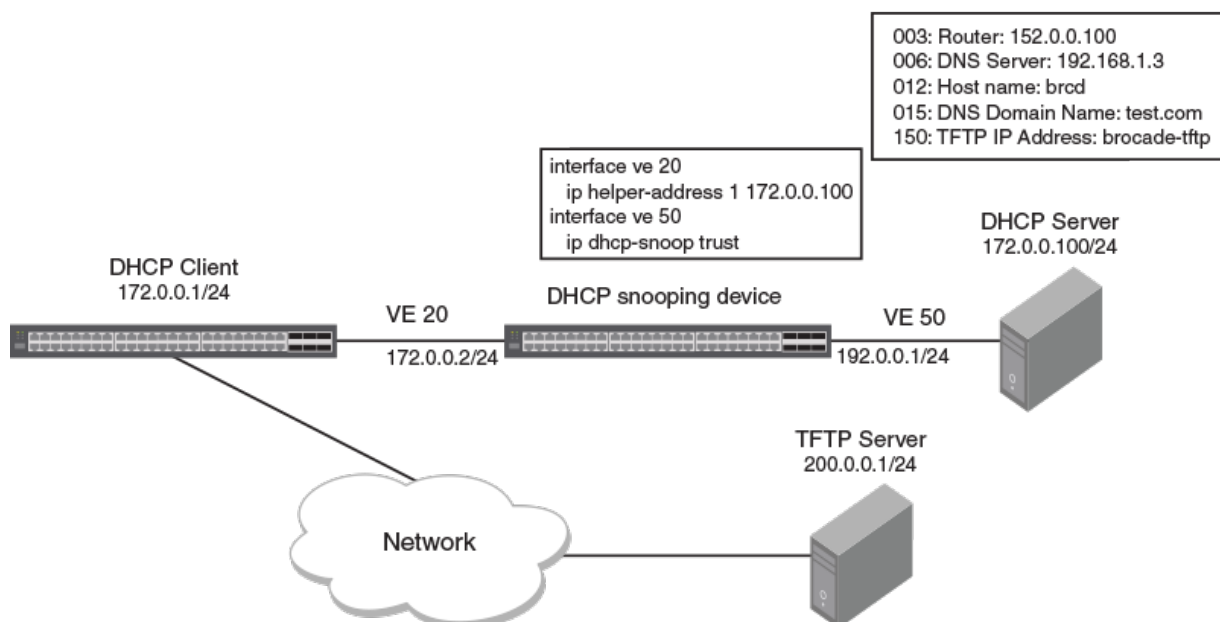 003: Router: 152.0.0.100
006: DNS Server: 192.168.1.3
012: Host name: brcd
015: DNS Domain Name: test.com
150: TFTP IP Address: brocade-tftp
interface ve 20
ip helper-address 1 172.0.0.100
interface ve 50
ip dhcp-snoop trust
DHCP Server
172.0.0.100/24
DHCP Client
172.0.0.1/24
VE 20
172.0.0.2/24
DHCP snooping device
VE 50
192.0.0.1/24
TFTP Server
200.0.0.1/24
Network